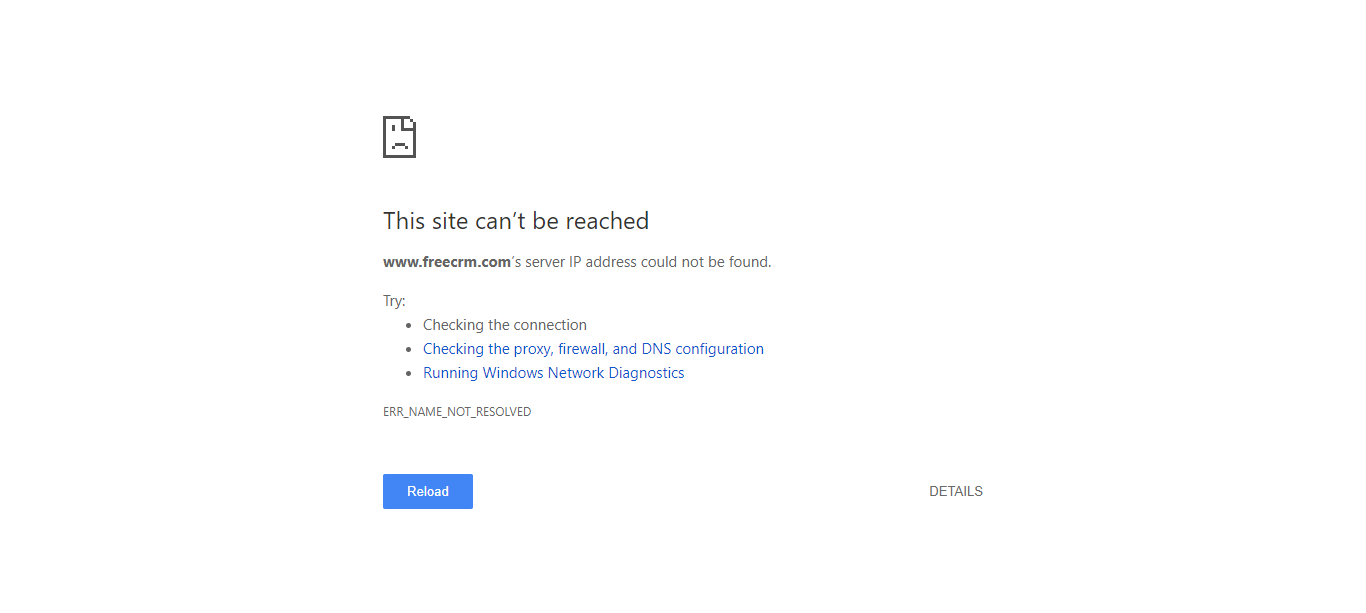 This site can’t be reached
www.freecrm.com’s server IP address could not be found.
Try:
Checking the connection
Checking the proxy, firewall, and DNS configuration
Running Windows Network Diagnostics
ERR_NAME_NOT_RESOLVED
Reload
DETAILS